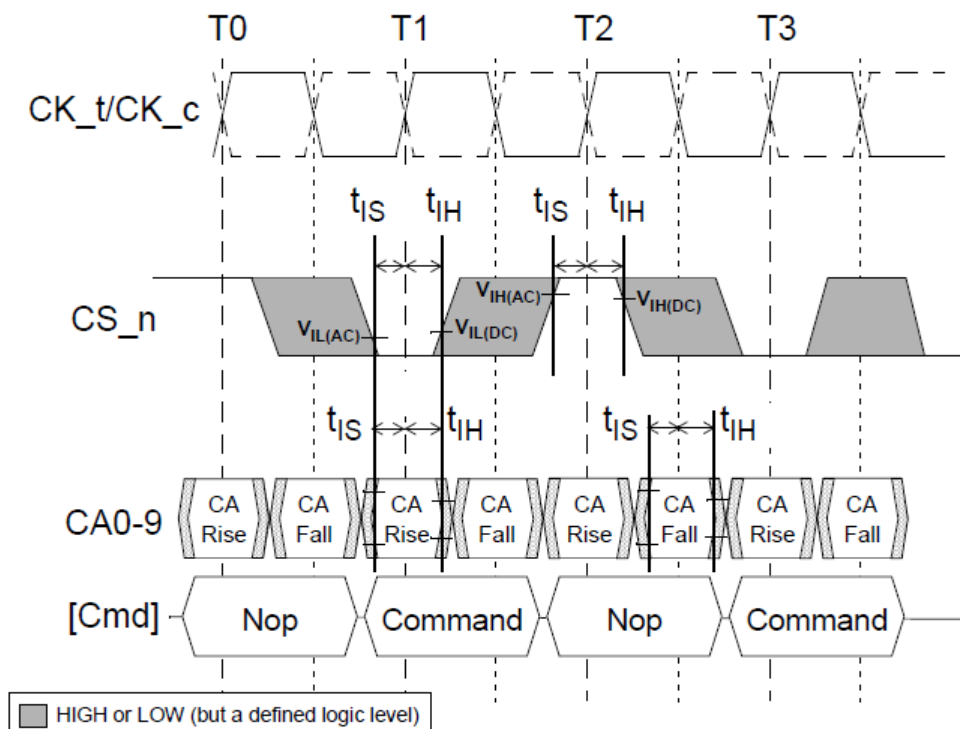 T0 T1 T2 T3
CK_t/CK_c
tIS tIH tIS tIH
CS_n
VIL(AC) VIL(DC) VIH(AC) VIH(DC)
tIS tIH tIS tIH
CA0-9
CA Rise CA Fall CA Rise CA Fall CA Rise CA Fall CA Rise CA Fall
[Cmd] Nop Command Nop Command
HIGH or LOW (but a defined logic level)